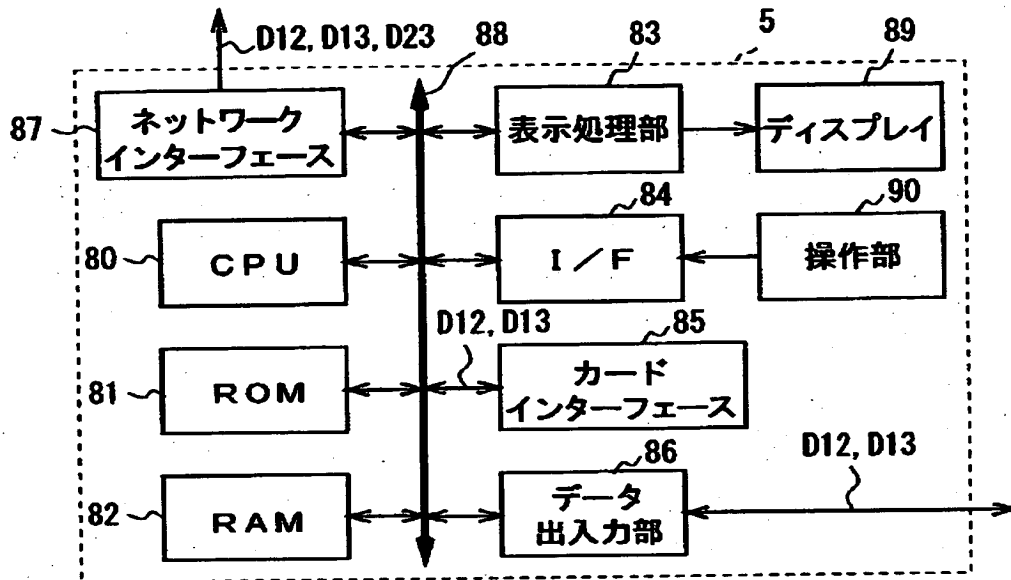 D12, D13, D23
88
83
5
89
87
ネットワーク
インターフェース
表示処理部
ディスプレイ
84
90
80
CPU
I/F
操作部
D12, D13
85
81
ROM
カード
インターフェース
86
D12, D13
82
RAM
データ
出入力部